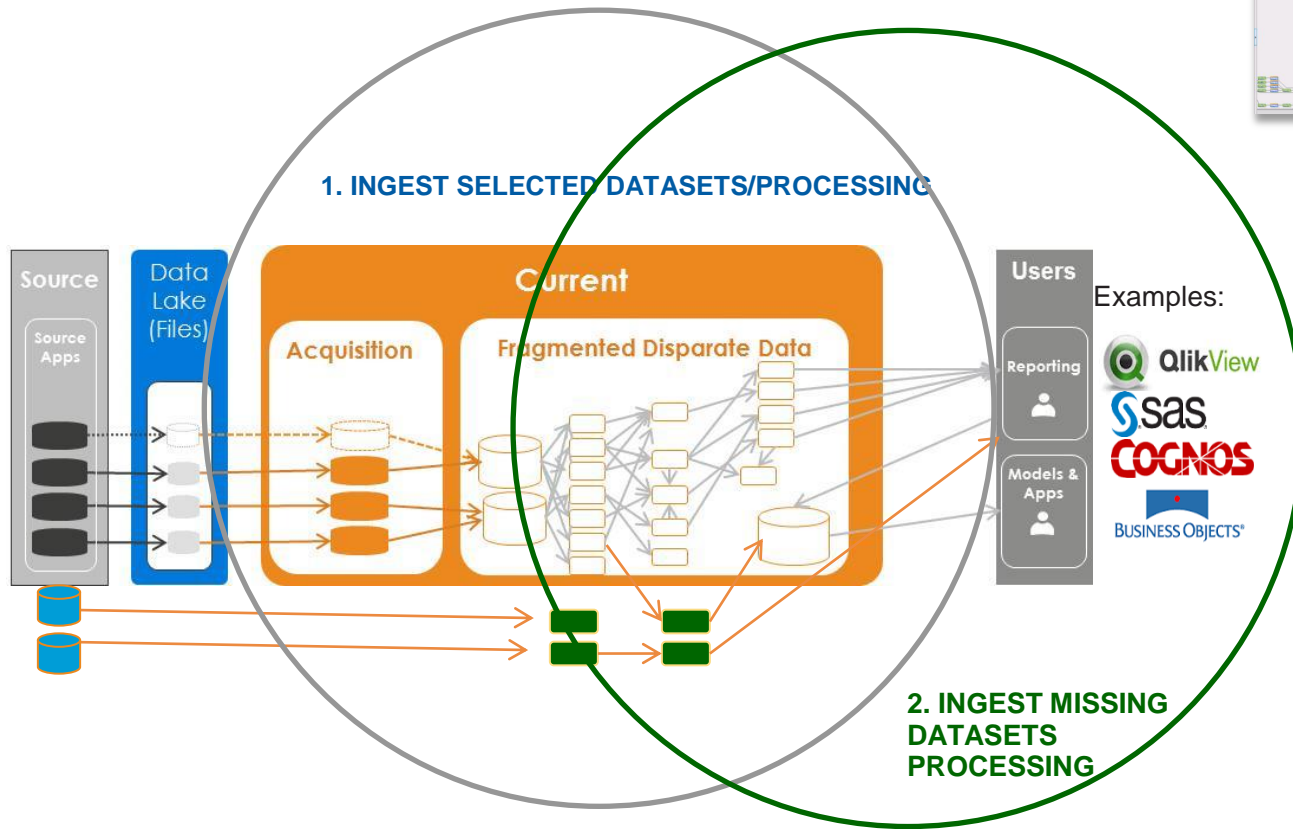 1. INGEST SELECTED DATASETS/PROCESSING
Source
Source
Apps
Data
Lake
(Files)
Current
Acquisition
Fragmented Disparate Data
Users
Reporting
Models &
Apps
Examples:
QlikView
sas
COGNOS
BUSINESS OBJECTS®
2. INGEST MISSING
DATASETS
PROCESSING